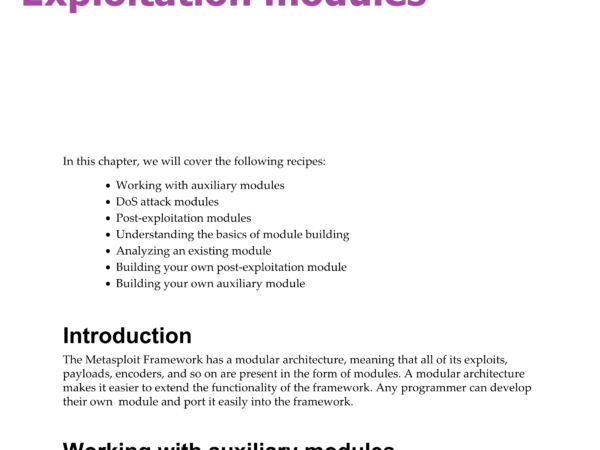 Exploitation modules
In this chapter, we will cover the following recipes:
• Working with auxiliary modules
• DoS attack modules
• Post-exploitation modules
• Understanding the basics of module building
• Analyzing an existing module
• Building your own post-exploitation module
• Building your own auxiliary module
Introduction
The Metasploit Framework has a modular architecture, meaning that all of its exploits,
payloads, encoders, and so on are present in the form of modules. A modular architecture
makes it easier to extend the functionality of the framework. Any programmer can develop
their own module and port it easily into the framework.
Working with auxiliary modules